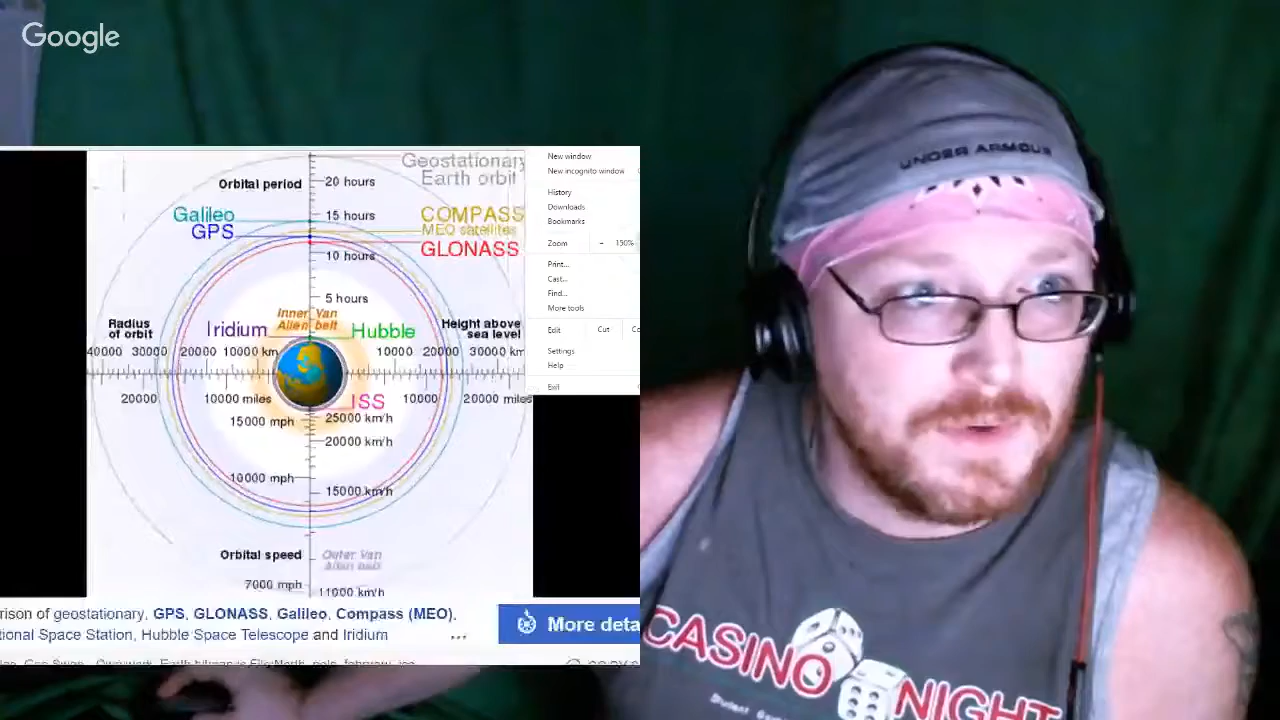 Google
Geostationary
Earth orbit
Orbital period
20 hours
Galileo
15 hours
COMPASS
GPS
MEO satellites
GLONASS
10 hours
5 hours
Inner Van
Allen belt
Iridium
Hubble
Radius
of orbit
Height above
sea level
40000 30000 20000 10000 km
10000 20000 30000 km
20000 10000 miles
10000 20000 miles
ISS
15000 mph
25000 km/h
20000 km/h
10000 mph
15000 km/h
Orbital speed
Outer Van
Allen belt
7000 mph
11000 km/h
rison of geostationary, GPS, GLONASS, Galileo, Compass (MEO),
tional Space Station, Hubble Space Telescope and Iridium
...
More deta
New window
New incognito window
History
Downloads
Bookmarks
Zoom - 150%
Print...
Cast...
Find...
More tools
Edit Cut Co
Settings
Help
Exit
UNDER ARMOUR
CASINO
NIGHT
Student